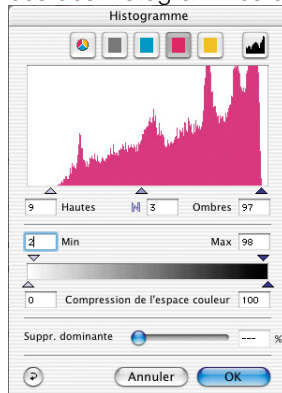 Histogramme
9 Hautes 3 Ombres 97
2 Min Max 98
0 Compression de l'espace couleur 100
Suppr. dominante --- %
Annuler OK